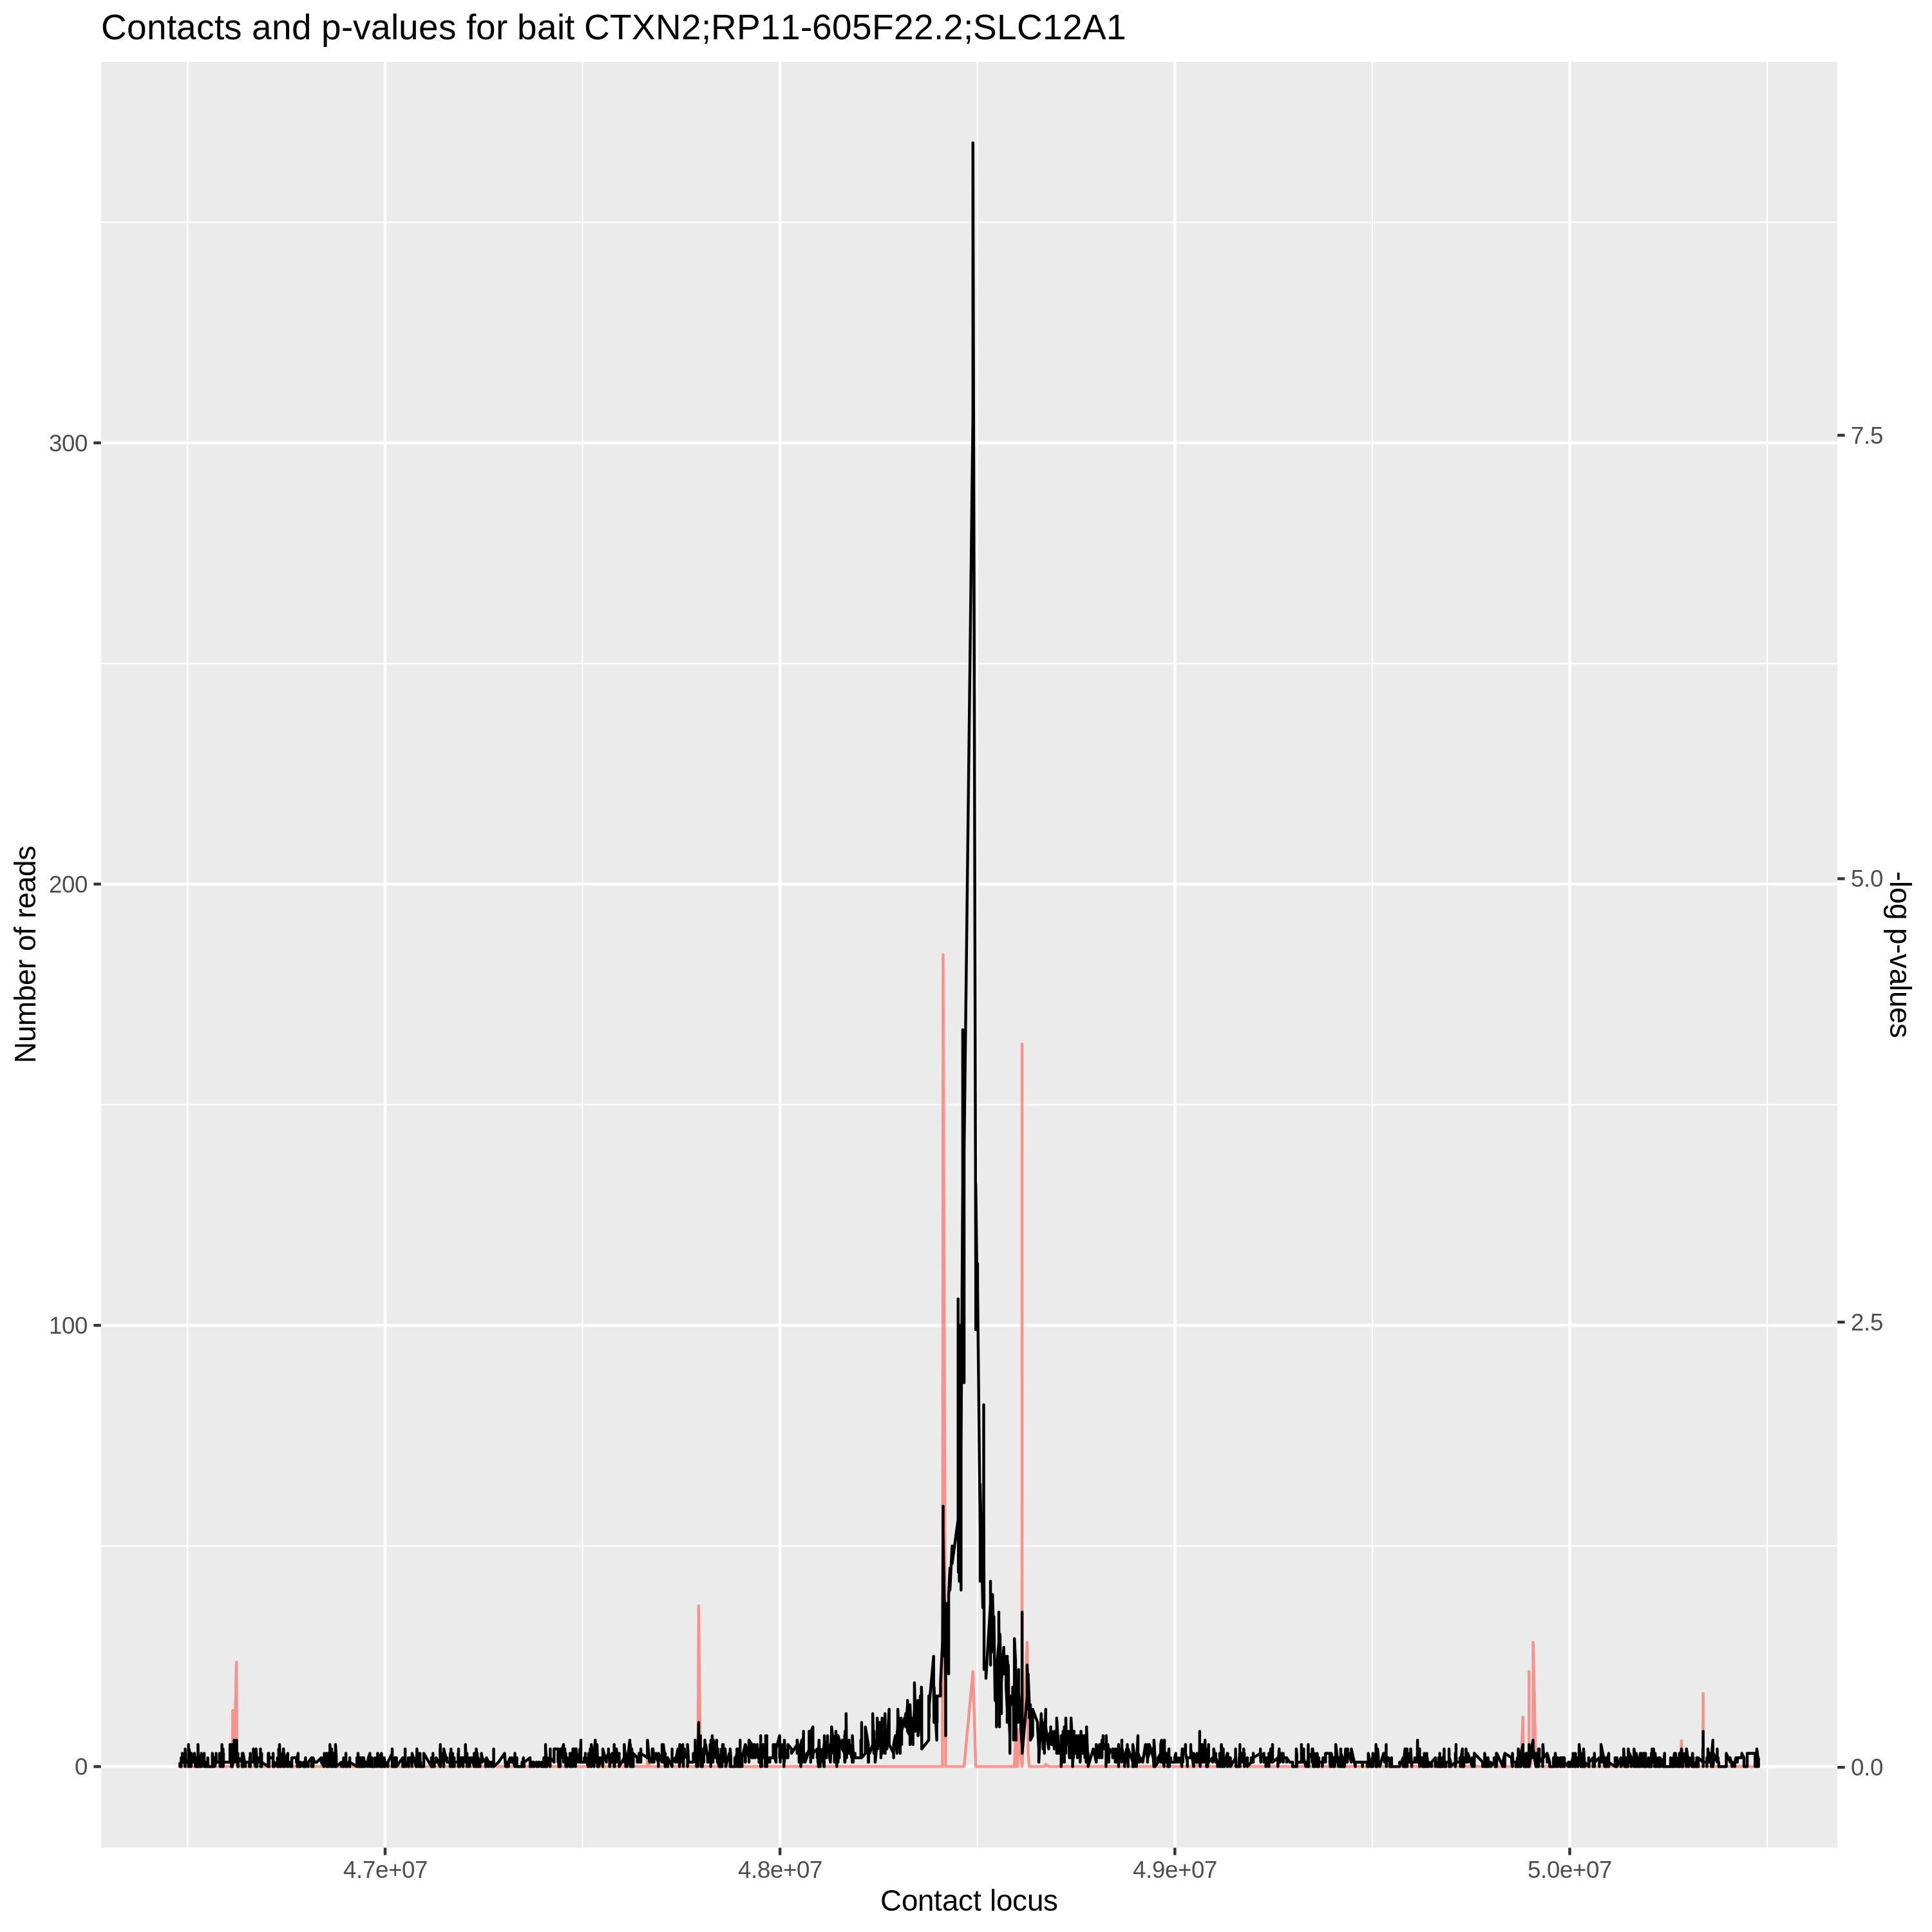 Contacts and p-values for bait CTXN2;RP11-605F22.2;SLC12A1
Number of reads
300
200
100
0
7.5
5.0
2.5
0.0
-log p-values
4.7e+07
4.8e+07
4.9e+07
5.0e+07
Contact locus